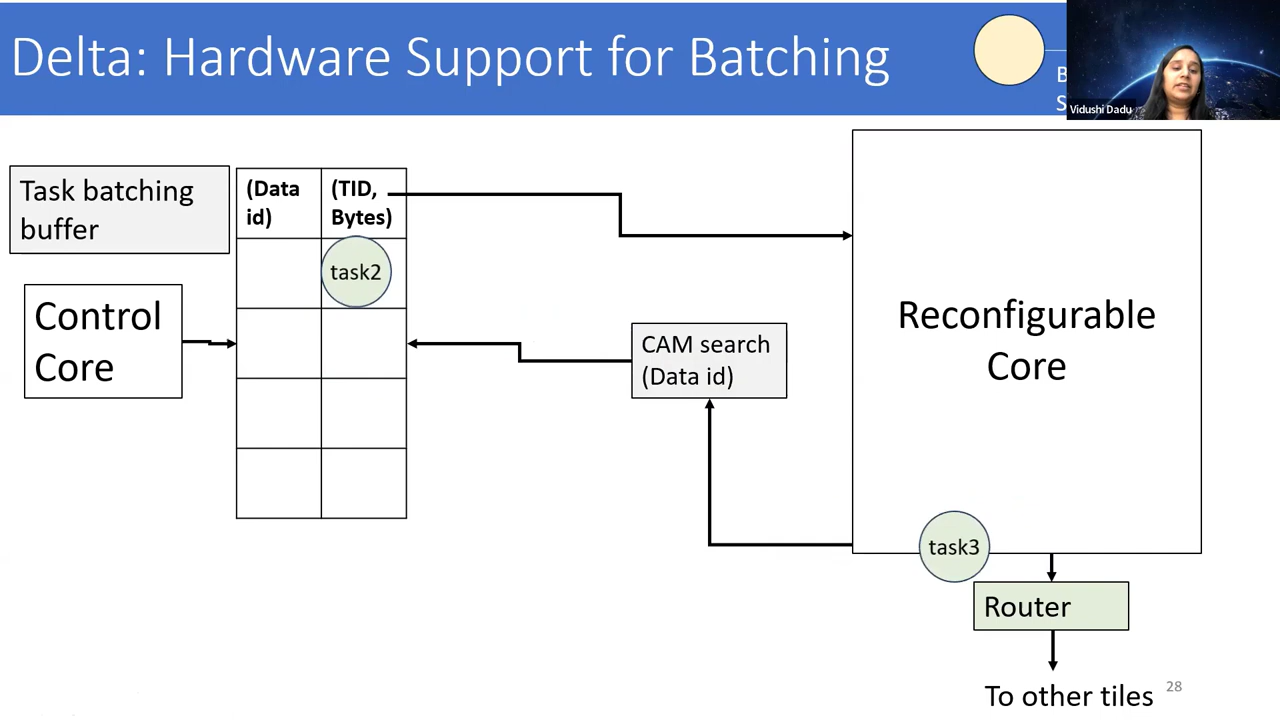 Delta: Hardware Support for Batching
B
S
Vidushi Dadu
Task batching
buffer
(Data
id)
(TID,
Bytes)
task2
Control
Core
CAM search
(Data id)
Reconfigurable
Core
task3
Router
To other tiles
28